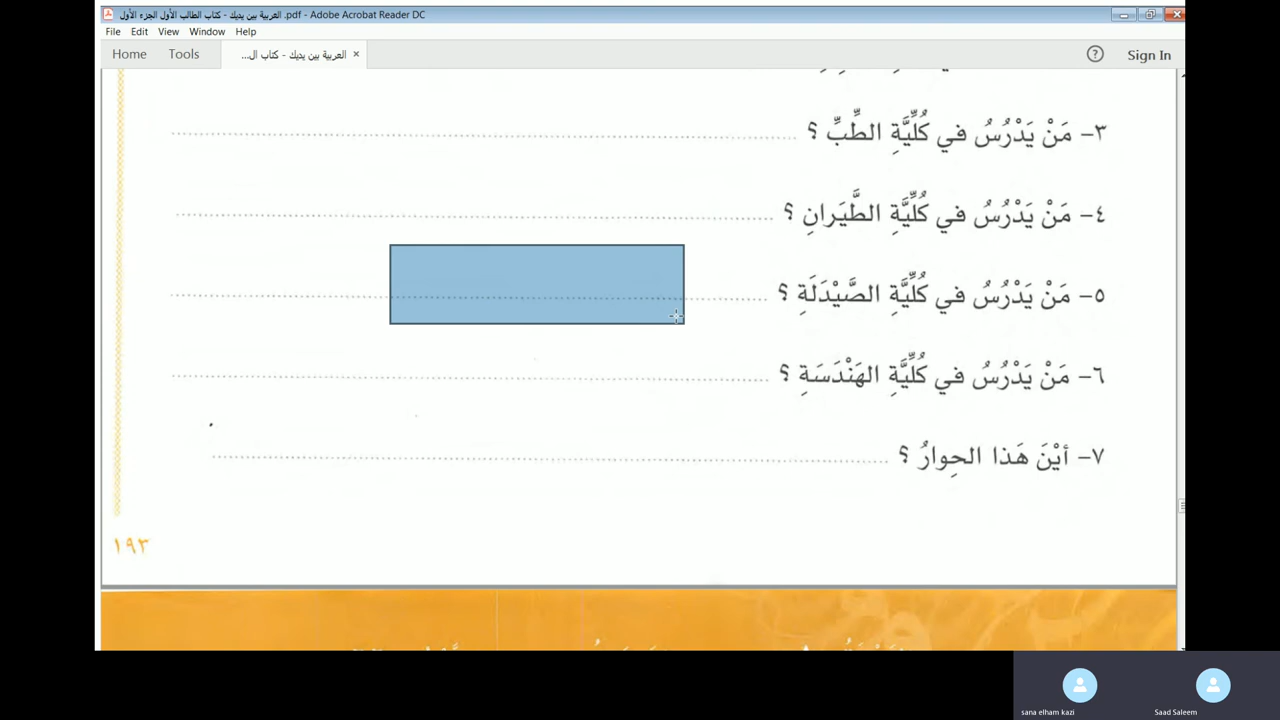 العربية بين يديك - كتاب الطالب الأول الجزء الأول .pdf - Adobe Acrobat Reader DC
File Edit View Window Help
Home Tools العربية بين يديك - كتاب ال... × ? Sign In
٣- مَنْ يَدْرُسُ في كُلِّيَّةِ الطِّبِّ ؟
٤- مَنْ يَدْرُسُ في كُلِّيَّةِ الطَّيَرانِ ؟
٥- مَنْ يَدْرُسُ في كُلِّيَّةِ الصَّيْدَلَةِ ؟
٦- مَنْ يَدْرُسُ في كُلِّيَّةِ الهَنْدَسَةِ ؟
٧- أيْنَ هَذا الحِوارُ ؟
١٩٣
sana elham kazi
Saad Saleem